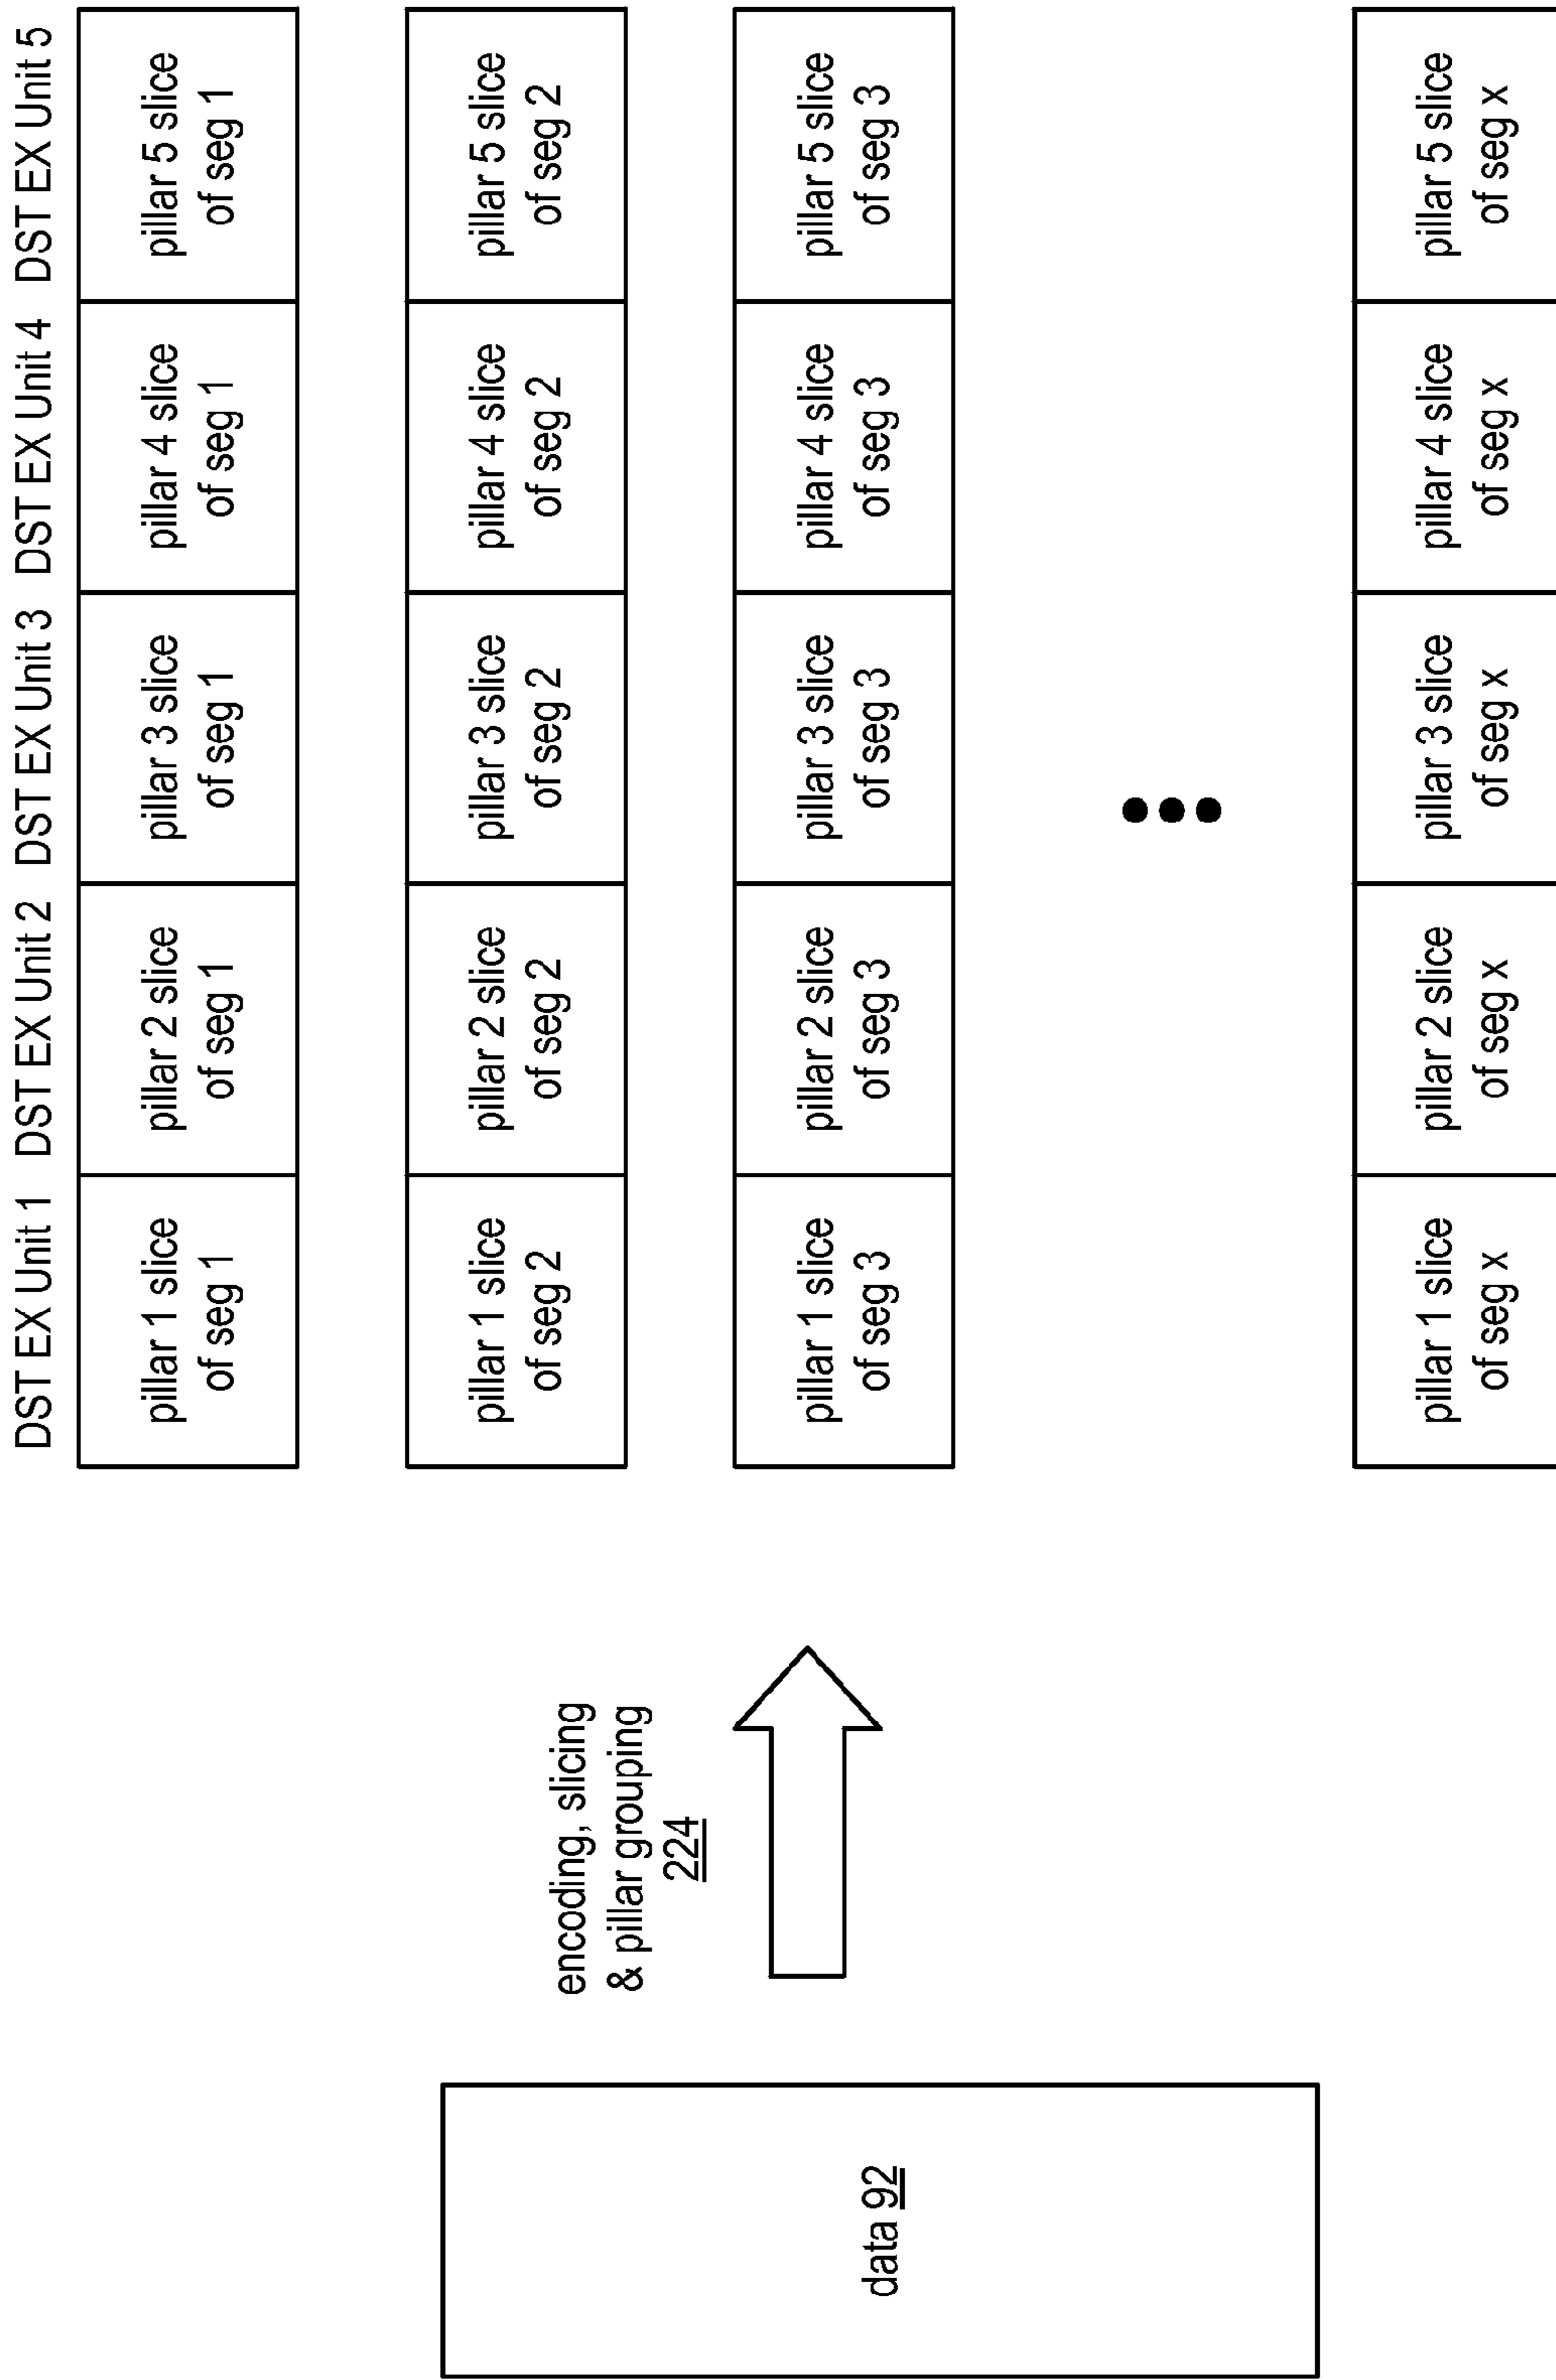 data 92
encoding, slicing
& pillar grouping
224
DST EX Unit 1 DST EX Unit 2 DST EX Unit 3 DST EX Unit 4 DST EX Unit 5
pillar 1 slice
of seg 1
pillar 2 slice
of seg 1
pillar 3 slice
of seg 1
pillar 4 slice
of seg 1
pillar 5 slice
of seg 1
pillar 1 slice
of seg 2
pillar 2 slice
of seg 2
pillar 3 slice
of seg 2
pillar 4 slice
of seg 2
pillar 5 slice
of seg 2
pillar 1 slice
of seg 3
pillar 2 slice
of seg 3
pillar 3 slice
of seg 3
pillar 4 slice
of seg 3
pillar 5 slice
of seg 3
pillar 1 slice
of seg x
pillar 2 slice
of seg x
pillar 3 slice
of seg x
pillar 4 slice
of seg x
pillar 5 slice
of seg x